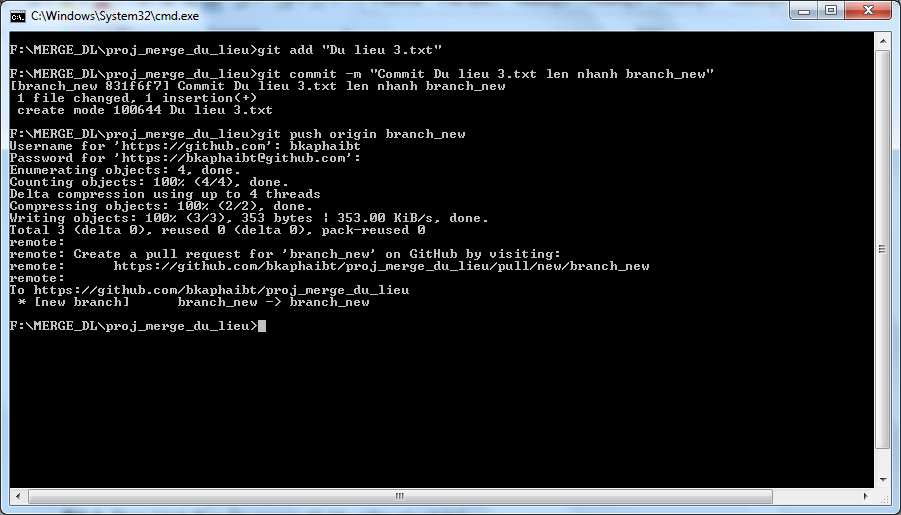 C:\Windows\System32\cmd.exe
F:\MERGE_DL\proj_merge_du_lieu>git add "Du lieu 3.txt"
F:\MERGE_DL\proj_merge_du_lieu>git commit -m "Commit Du lieu 3.txt len nhanh branch_new"
[branch_new 831f6f7] Commit Du lieu 3.txt len nhanh branch_new
 1 file changed, 1 insertion(+)
 create mode 100644 Du lieu 3.txt
F:\MERGE_DL\proj_merge_du_lieu>git push origin branch_new
Username for 'https://github.com': bkaphaibt
Password for 'https://bkaphaibt@github.com':
Enumerating objects: 4, done.
Counting objects: 100% (4/4), done.
Delta compression using up to 4 threads
Compressing objects: 100% (2/2), done.
Writing objects: 100% (3/3), 353 bytes | 353.00 KiB/s, done.
Total 3 (delta 0), reused 0 (delta 0), pack-reused 0
remote:
remote: Create a pull request for 'branch_new' on GitHub by visiting:
remote:      https://github.com/bkaphaibt/proj_merge_du_lieu/pull/new/branch_new
remote:
To https://github.com/bkaphaibt/proj_merge_du_lieu
 * [new branch]      branch_new -> branch_new
F:\MERGE_DL\proj_merge_du_lieu>